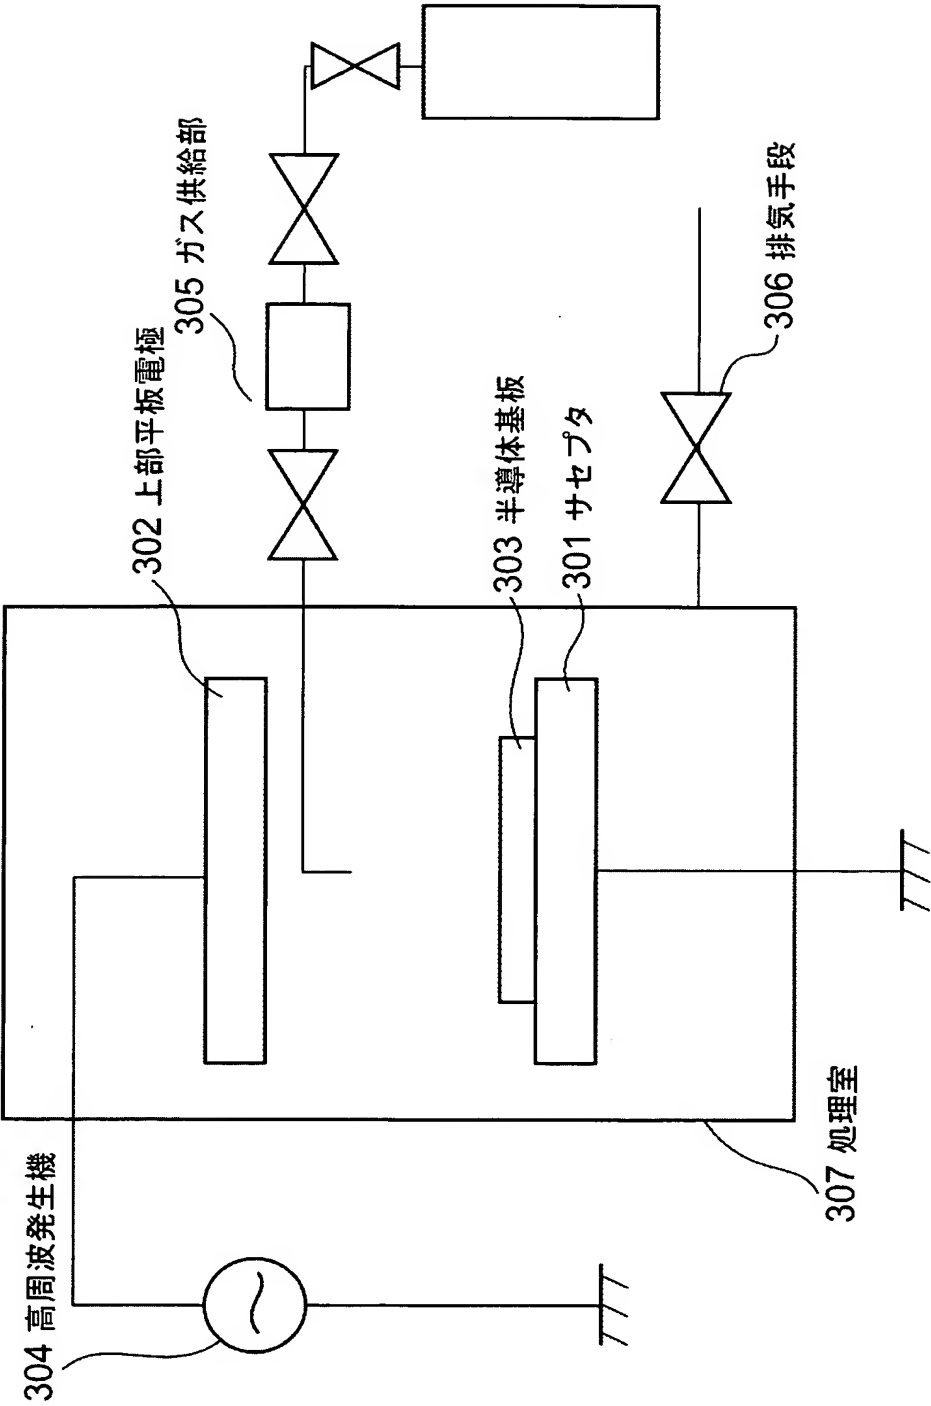 304 高周波発生機
302 上部平板電極
305 ガス供給部
303 半導体基板
301 サセプタ
306 排気手段
307 処理室